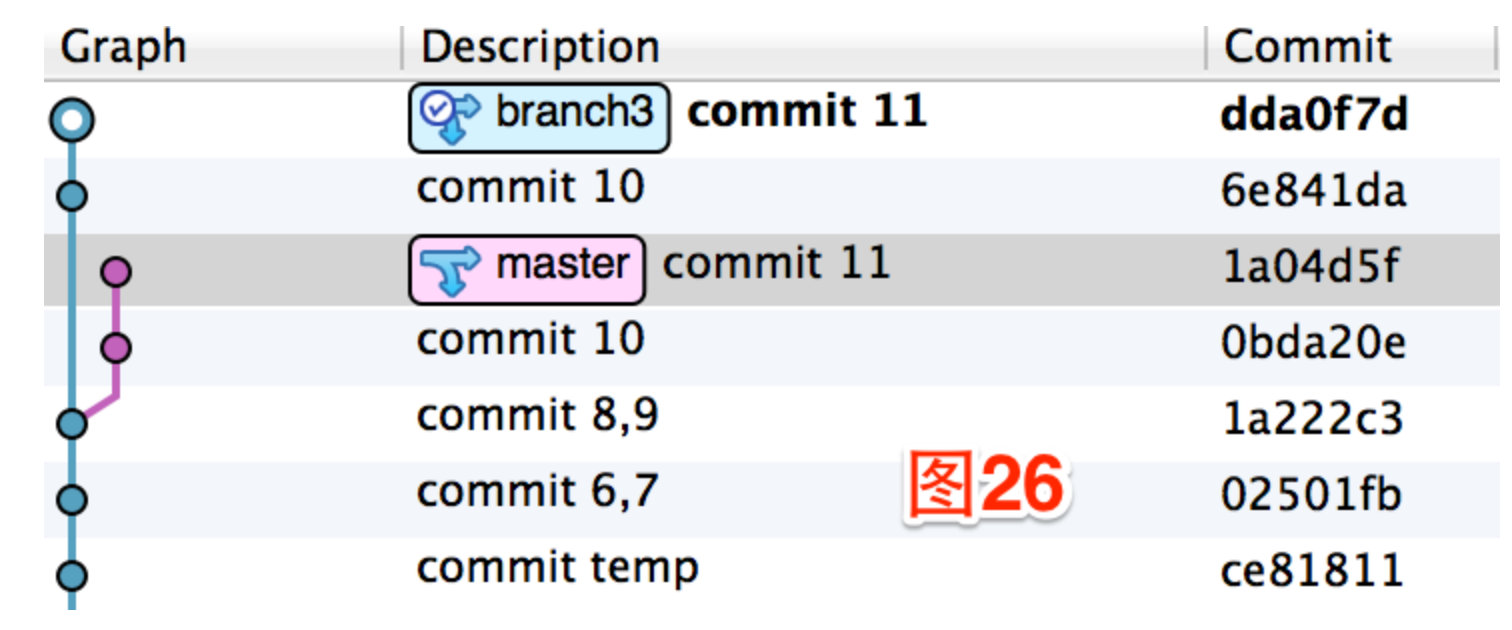 Graph Description Commit
branch3 commit 11 dda0f7d
commit 10 6e841da
master commit 11 1a04d5f
commit 10 0bda20e
commit 8,9 1a222c3
图26
commit 6,7 02501fb
commit temp ce81811